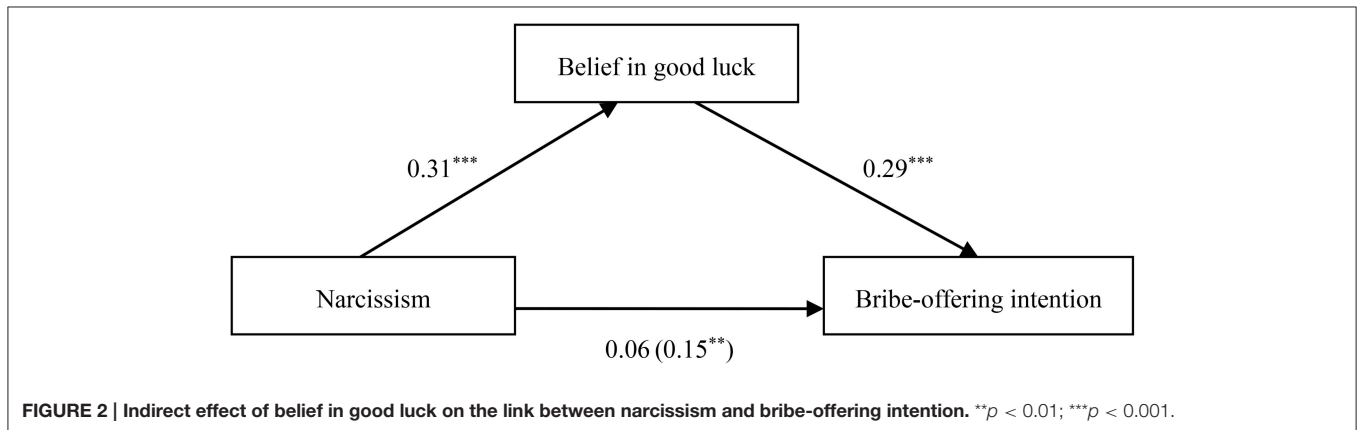 Belief in good luck
0.31***
0.29***
Narcissism
Bribe-offering intention
0.06 (0.15**)
FIGURE 2 | Indirect effect of belief in good luck on the link between narcissism and bribe-offering intention. **p < 0.01; ***p < 0.001.